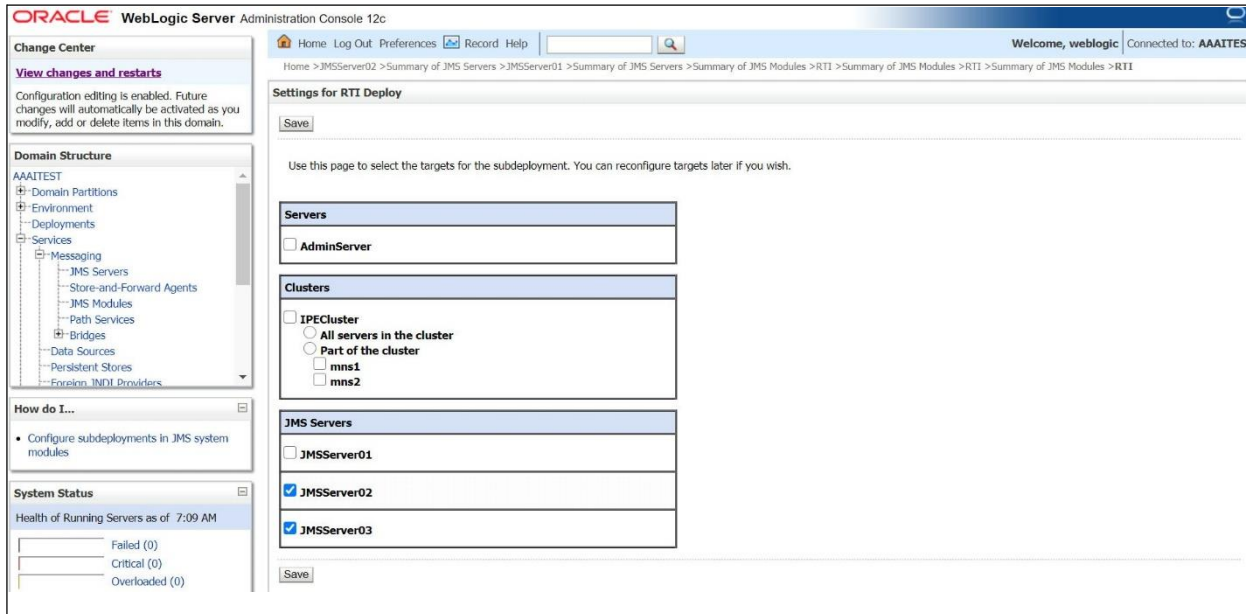 ORACLE WebLogic Server Administration Console 12c
Change Center
View changes and restarts
Configuration editing is enabled. Future
changes will automatically be activated as you
modify, add or delete items in this domain.
Domain Structure
AAAITEST
Domain Partitions
Environment
Deployments
Services
Messaging
JMS Servers
Store-and-Forward Agents
JMS Modules
Path Services
Bridges
Data Sources
Persistent Stores
Foreign JNDI Providers
How do I...
Configure subdeployments in JMS system
modules
System Status
Health of Running Servers as of 7:09 AM
Failed (0)
Critical (0)
Overloaded (0)
Home Log Out Preferences Record Help
Welcome, weblogic Connected to: AAAITES
Home >JMSServer02 >Summary of JMS Servers >JMSServer01 >Summary of JMS Servers >Summary of JMS Modules >RTI >Summary of JMS Modules >RTI >Summary of JMS Modules >RTI
Settings for RTI Deploy
Save
Use this page to select the targets for the subdeployment. You can reconfigure targets later if you wish.
Servers
AdminServer
Clusters
IPECluster
All servers in the cluster
Part of the cluster
mns1
mns2
JMS Servers
JMSServer01
JMSServer02
JMSServer03
Save